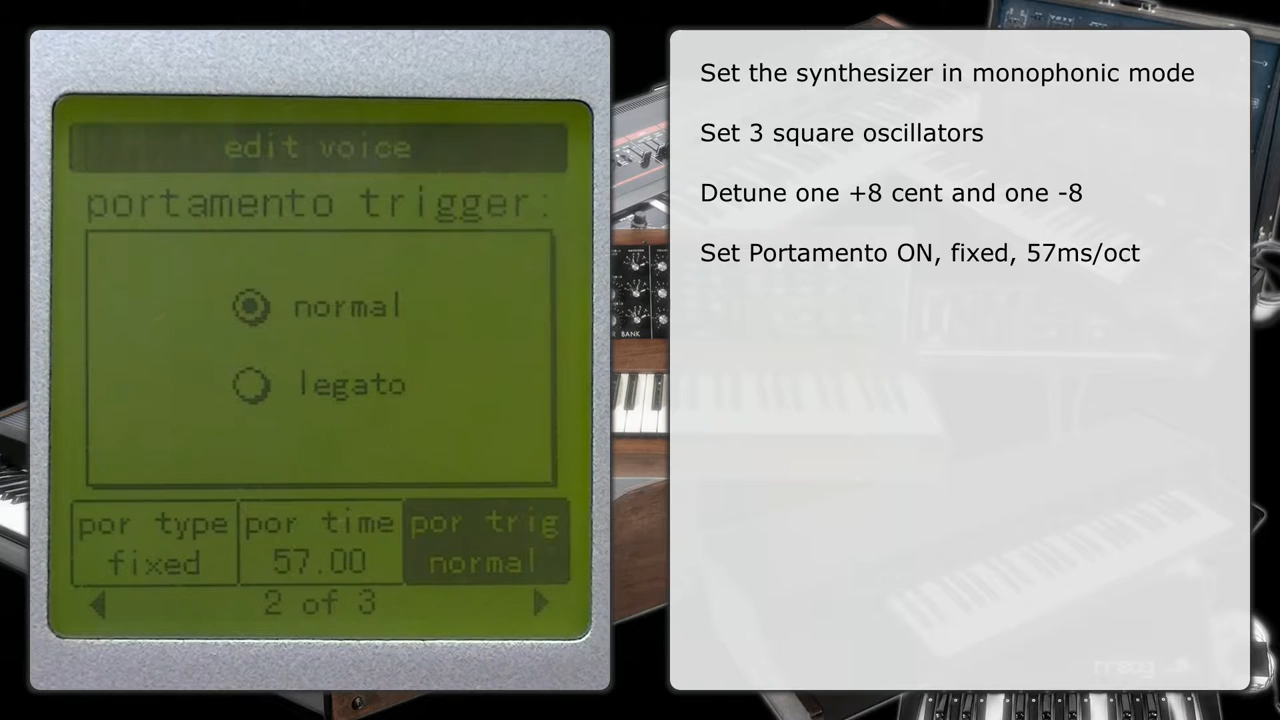 edit voice
portamento trigger:
normal
legato
por type por time por trig
fixed 57.00 normal
2 of 3
BANK
Set the synthesizer in monophonic mode
Set 3 square oscillators
Detune one +8 cent and one -8
Set Portamento ON, fixed, 57ms/oct
moog